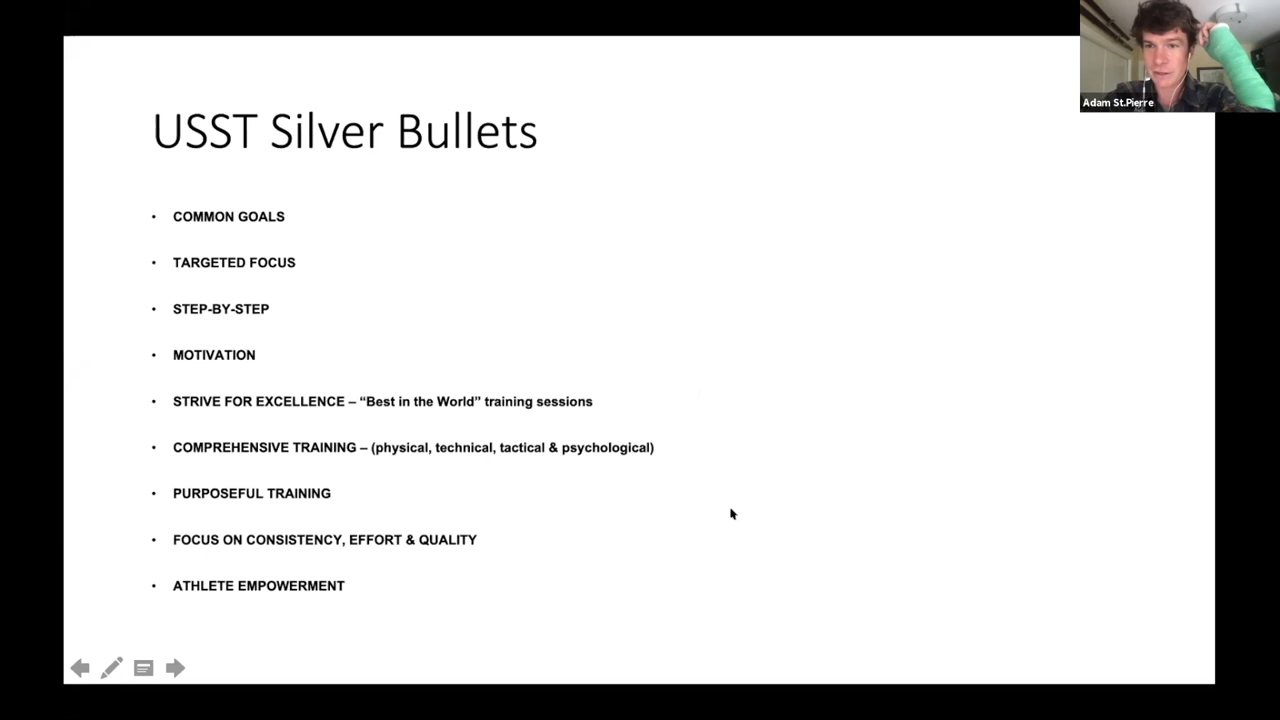 Adam St.Pierre
USST Silver Bullets
• COMMON GOALS
• TARGETED FOCUS
• STEP-BY-STEP
• MOTIVATION
• STRIVE FOR EXCELLENCE – “Best in the World” training sessions
• COMPREHENSIVE TRAINING – (physical, technical, tactical & psychological)
• PURPOSEFUL TRAINING
• FOCUS ON CONSISTENCY, EFFORT & QUALITY
• ATHLETE EMPOWERMENT